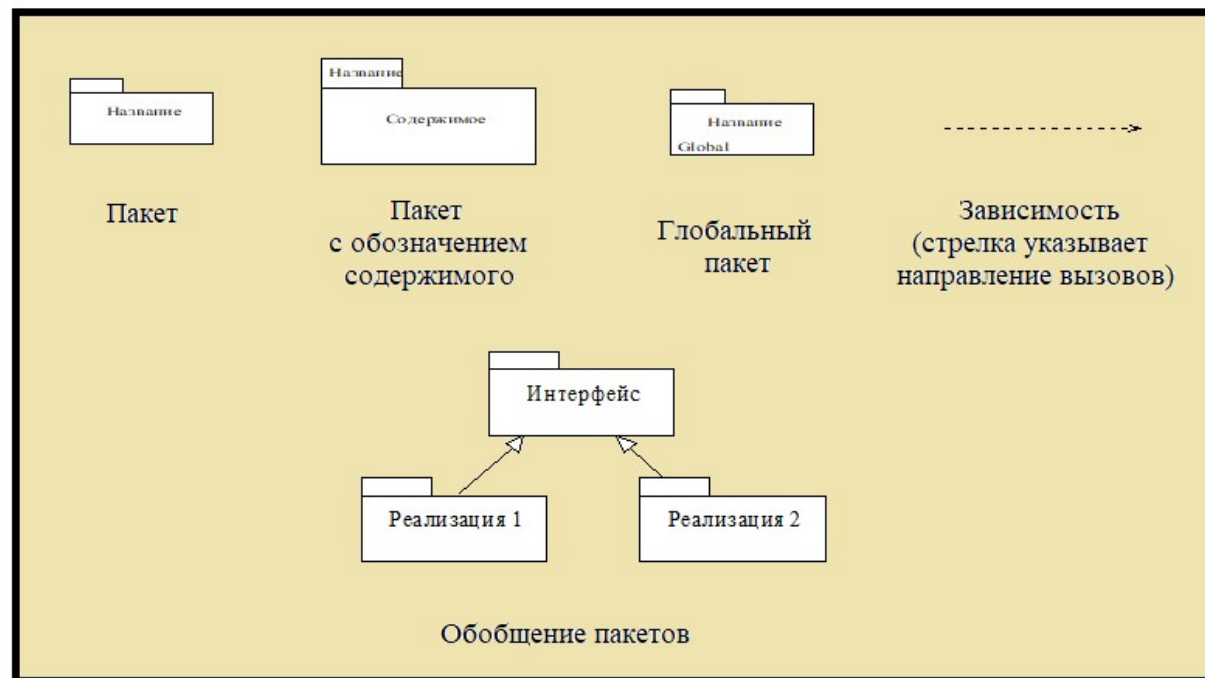 Название
Название
Содержимое
Название
Global
Пакет
Пакет
с обозначением
содержимого
Глобальный
пакет
Зависимость
(стрелка указывает
направление вызовов)
Интерфейс
Реализация 1
Реализация 2
Обобщение пакетов